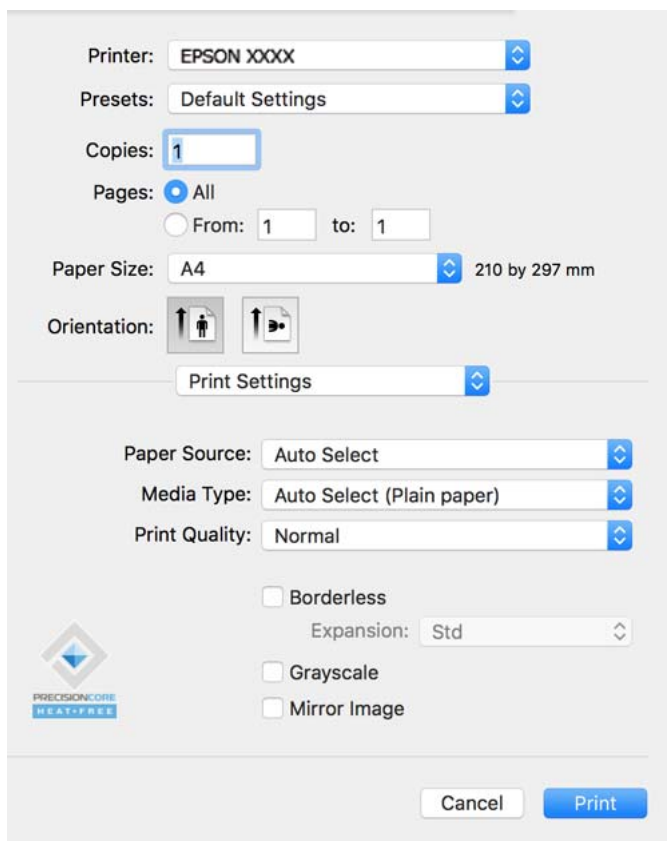 Printer: EPSON XXXX
Presets: Default Settings
Copies: 1
Pages: All
From: 1 to: 1
Paper Size: A4 210 by 297 mm
Orientation:
Print Settings
Paper Source: Auto Select
Media Type: Auto Select (Plain paper)
Print Quality: Normal
Borderless
Expansion: Std
Grayscale
Mirror Image
PRECISIONCORE
HEAT-FREE
Cancel Print